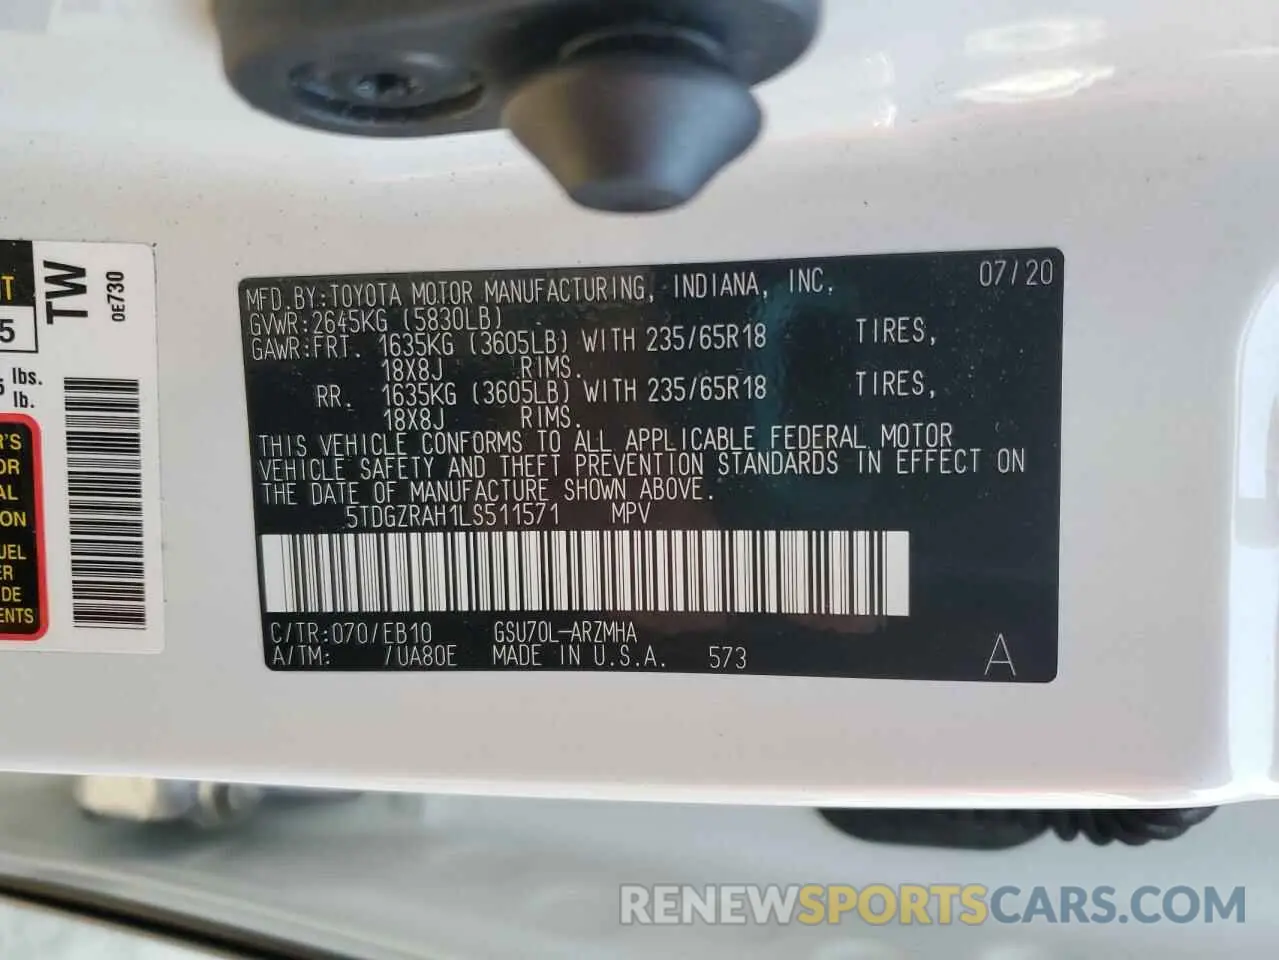 MFD.BY:TOYOTA MOTOR MANUFACTURING, INDIANA, INC. 07/20
GVWR:2645KG (5830LB)
GAWR:FRT. 1635KG (3605LB) WITH 235/65R18 TIRES,
18X8J RIMS.
RR. 1635KG (3605LB) WITH 235/65R18 TIRES,
18X8J RIMS.
THIS VEHICLE CONFORMS TO ALL APPLICABLE FEDERAL MOTOR
VEHICLE SAFETY AND THEFT PREVENTION STANDARDS IN EFFECT ON
THE DATE OF MANUFACTURE SHOWN ABOVE.
5TDGZRAH1LS511571 MPV
C/TR:070/EB10 GSU70L-ARZMHA
A/TM: /UA80E MADE IN U.S.A. 573 A
TW
0E730
5
lbs.
lb.
RENEWSPORTSCARS.COM